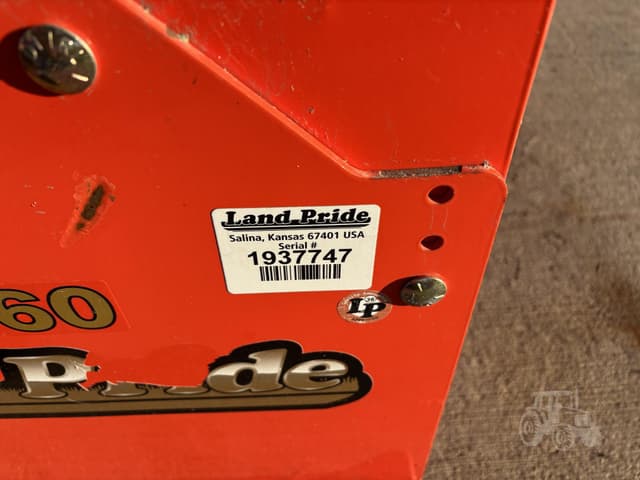 Land Pride
Salina, Kansas 67401 USA
Serial #
1937747
LP
60